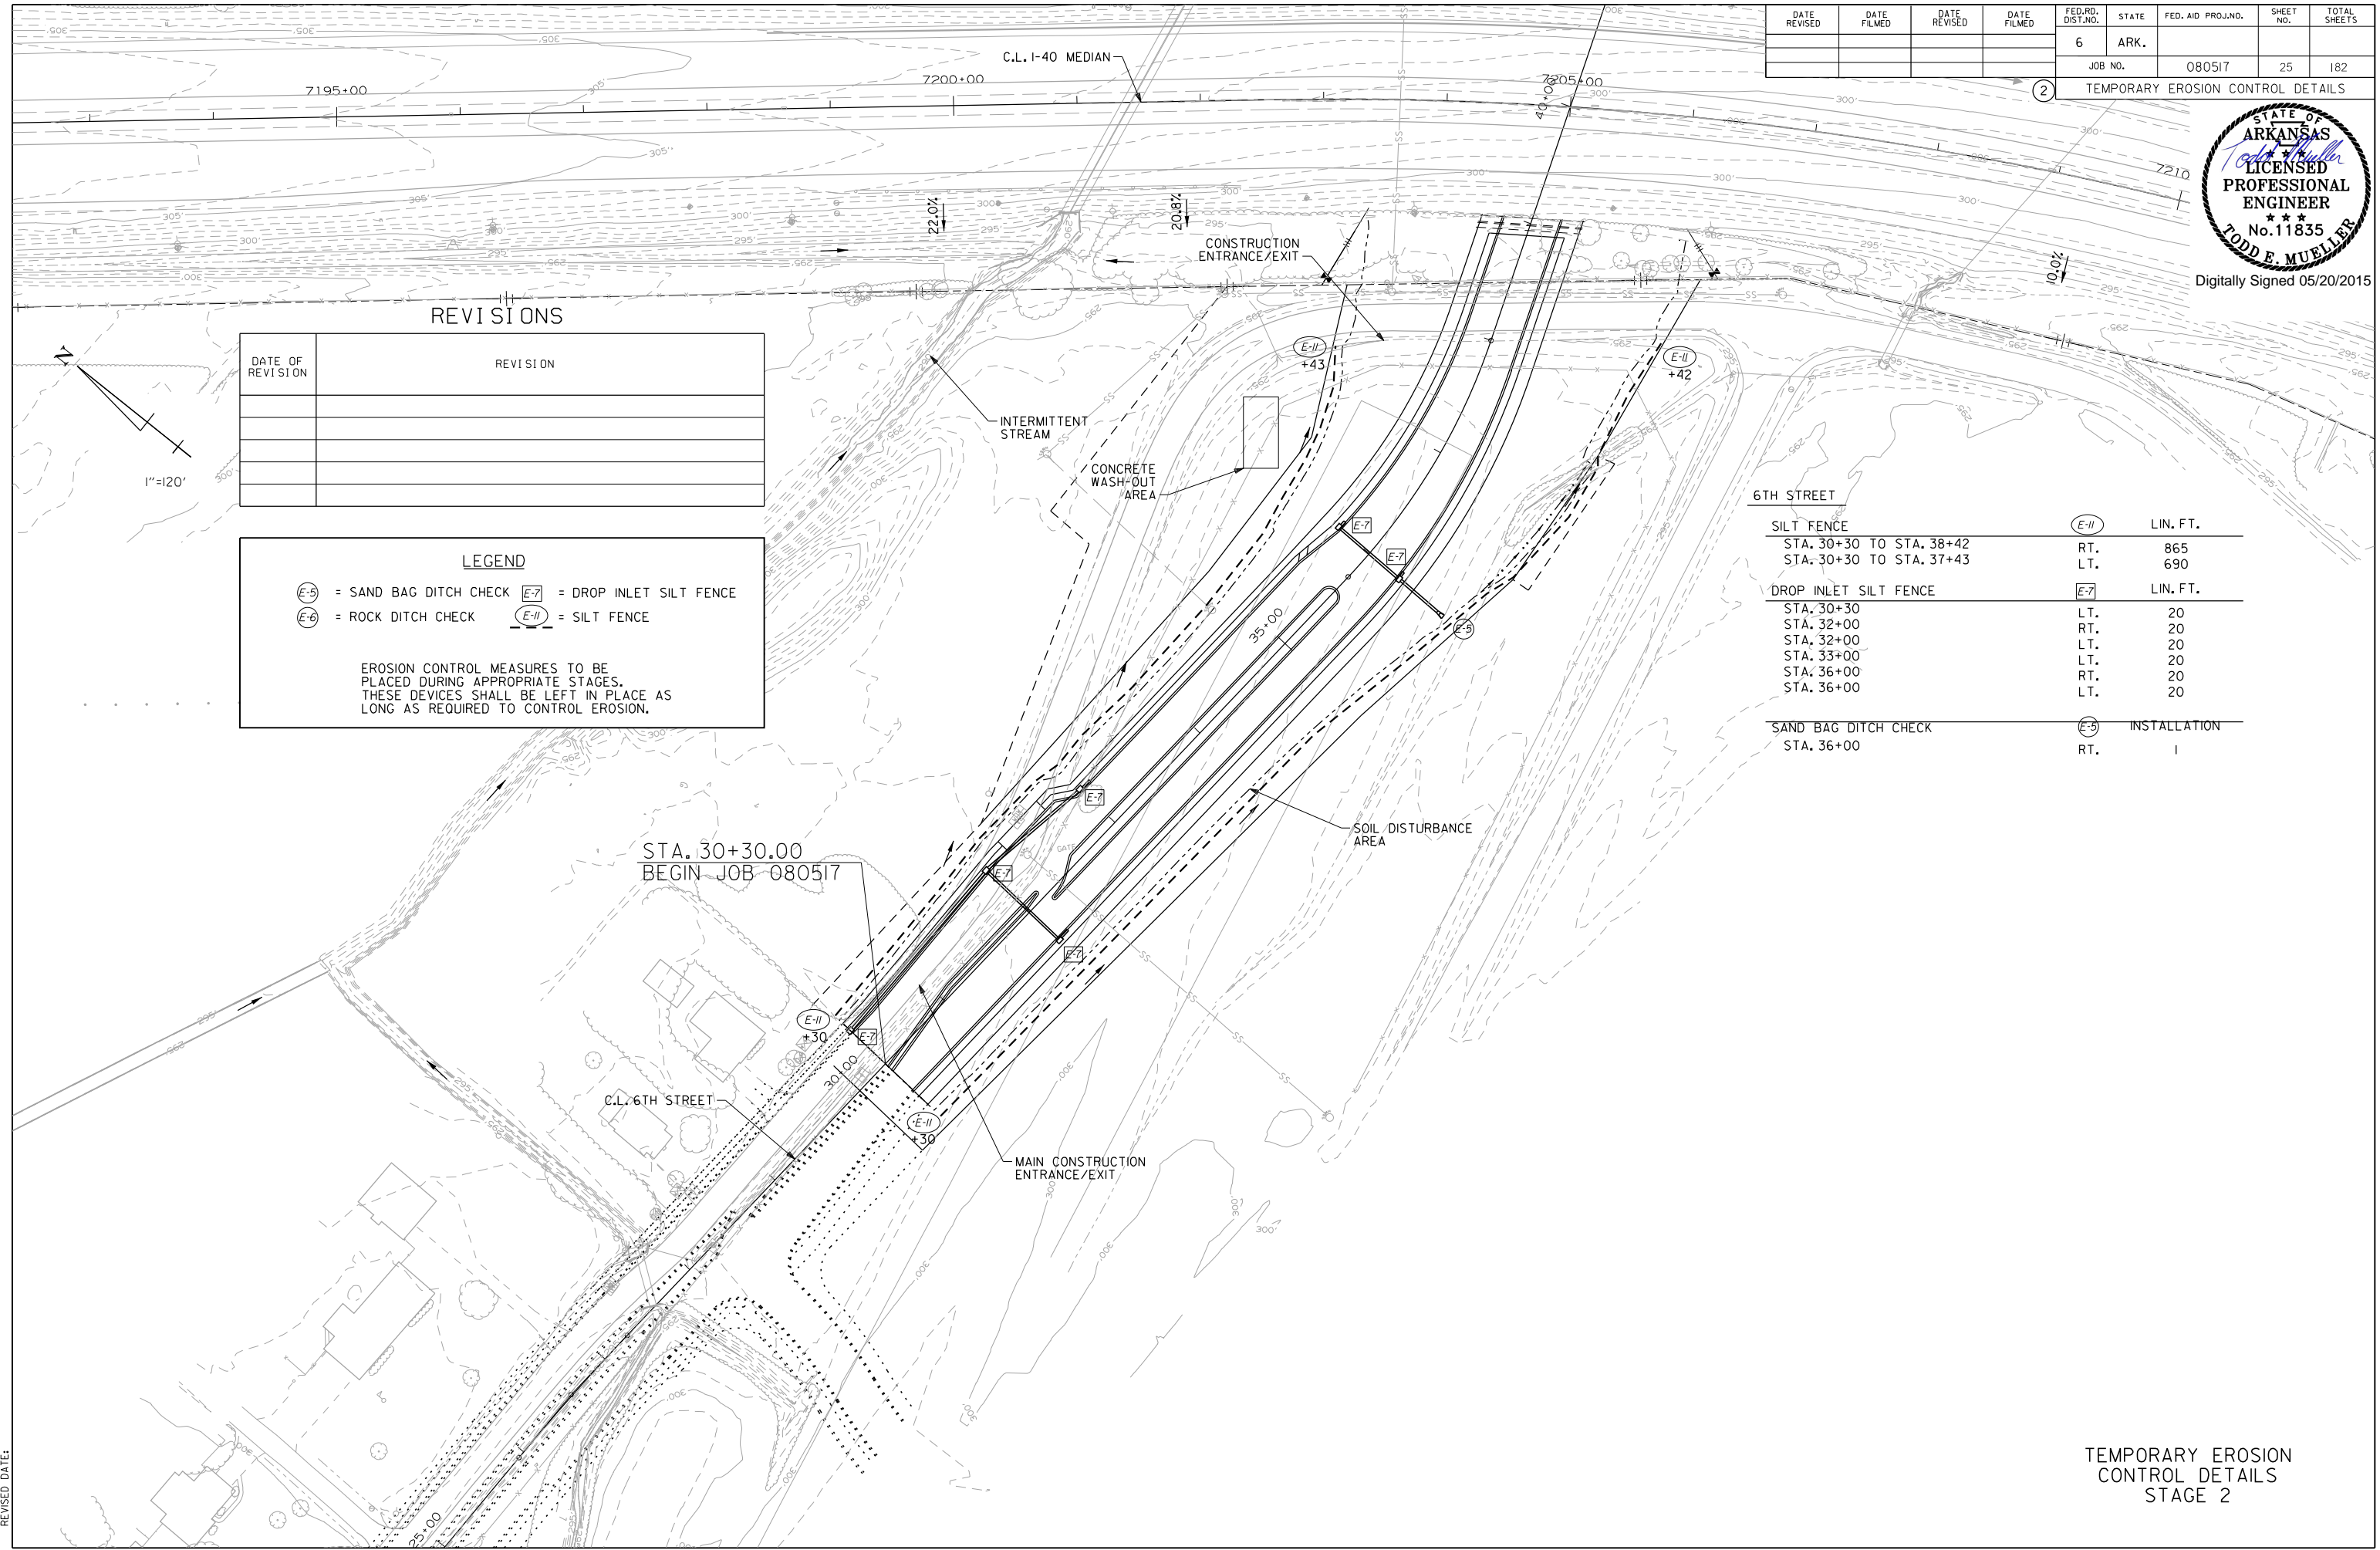 DATE REVISED
DATE FILMED
DATE REVISED
DATE FILMED
FED.RD. DIST.NO.
STATE
FED. AID PROJ.NO.
SHEET NO.
TOTAL SHEETS
6
ARK.
JOB NO.
080517
25
182
2
TEMPORARY EROSION CONTROL DETAILS
STATE OF
ARKANSAS
LICENSED
PROFESSIONAL
ENGINEER
No.11835
TODD E. MUELLER
Digitally Signed 05/20/2015
C.L. I-40 MEDIAN
7195+00
7200+00
7205+00
40+00
7210
22.0%
20.8%
10.0%
CONSTRUCTION
ENTRANCE/EXIT
REVISIONS
DATE OF
REVISION
REVISION
N
1"=120'
E-11
+43
E-11
+42
INTERMITTENT
STREAM
CONCRETE
WASH-OUT
AREA
LEGEND
E-5 = SAND BAG DITCH CHECK E-7 = DROP INLET SILT FENCE
E-6 = ROCK DITCH CHECK E-11 = SILT FENCE
EROSION CONTROL MEASURES TO BE
PLACED DURING APPROPRIATE STAGES.
THESE DEVICES SHALL BE LEFT IN PLACE AS
LONG AS REQUIRED TO CONTROL EROSION.
6TH STREET
SILT FENCE E-11 LIN. FT.
STA. 30+30 TO STA. 38+42 RT. 865
STA. 30+30 TO STA. 37+43 LT. 690
DROP INLET SILT FENCE E-7 LIN. FT.
STA. 30+30 LT. 20
STA. 32+00 RT. 20
STA. 32+00 LT. 20
STA. 33+00 LT. 20
STA. 36+00 RT. 20
STA. 36+00 LT. 20
SAND BAG DITCH CHECK E-5 INSTALLATION
STA. 36+00 RT. 1
E-7
E-7
E-5
35+00
E-7
SOIL DISTURBANCE
AREA
GATE
STA. 30+30.00
BEGIN JOB 080517
E-7
E-7
E-11
+30
E-7
30+00
C.L. 6TH STREET
E-11
+30
MAIN CONSTRUCTION
ENTRANCE/EXIT
25+00
REVISED DATE:
TEMPORARY EROSION
CONTROL DETAILS
STAGE 2